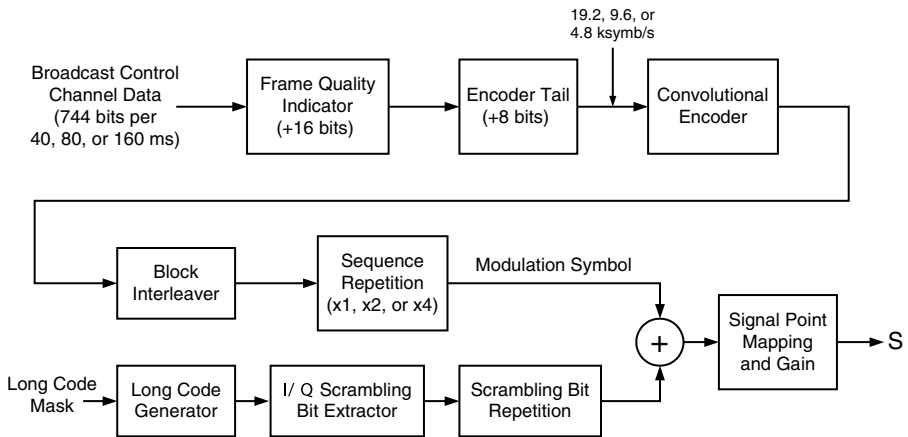 19.2, 9.6, or
4.8 ksymb/s
Broadcast Control
Channel Data
(744 bits per
40, 80, or 160 ms)
Frame Quality
Indicator
(+16 bits)
Encoder Tail
(+8 bits)
Convolutional
Encoder
Block
Interleaver
Sequence
Repetition
(x1, x2, or x4)
Modulation Symbol
+
Signal Point
Mapping
and Gain
S
Long Code
Mask
Long Code
Generator
I/ Q Scrambling
Bit Extractor
Scrambling Bit
Repetition